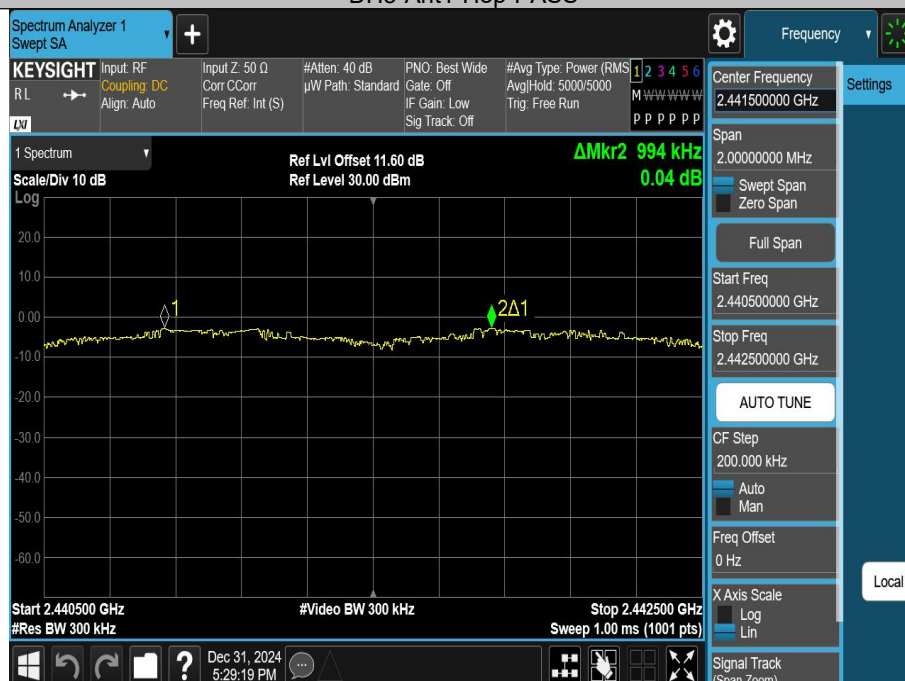 Spectrum Analyzer 1
Swept SA
Frequency
KEYSIGHT
RL
LXI
Input: RF
Coupling: DC
Align: Auto
Input Z: 50 Ω
Corr CCorr
Freq Ref: Int (S)
#Atten: 40 dB
µW Path: Standard
PNO: Best Wide
Gate: Off
IF Gain: Low
Sig Track: Off
#Avg Type: Power (RMS
Avg|Hold: 5000/5000
Trig: Free Run
1 2 3 4 5 6
M W W W W W
P P P P P P
1 Spectrum
Scale/Div 10 dB
Log
Ref Lvl Offset 11.60 dB
Ref Level 30.00 dBm
ΔMkr2 994 kHz
0.04 dB
20.0
10.0
0.00
-10.0
-20.0
-30.0
-40.0
-50.0
-60.0
1
2Δ1
Start 2.440500 GHz
#Res BW 300 kHz
#Video BW 300 kHz
Stop 2.442500 GHz
Sweep 1.00 ms (1001 pts)
Dec 31, 2024
5:29:19 PM
Center Frequency
2.441500000 GHz
Settings
Span
2.00000000 MHz
Swept Span
Zero Span
Full Span
Start Freq
2.440500000 GHz
Stop Freq
2.442500000 GHz
AUTO TUNE
CF Step
200.000 kHz
Auto
Man
Freq Offset
0 Hz
Local
X Axis Scale
Log
Lin
Signal Track
(Span Zoom)